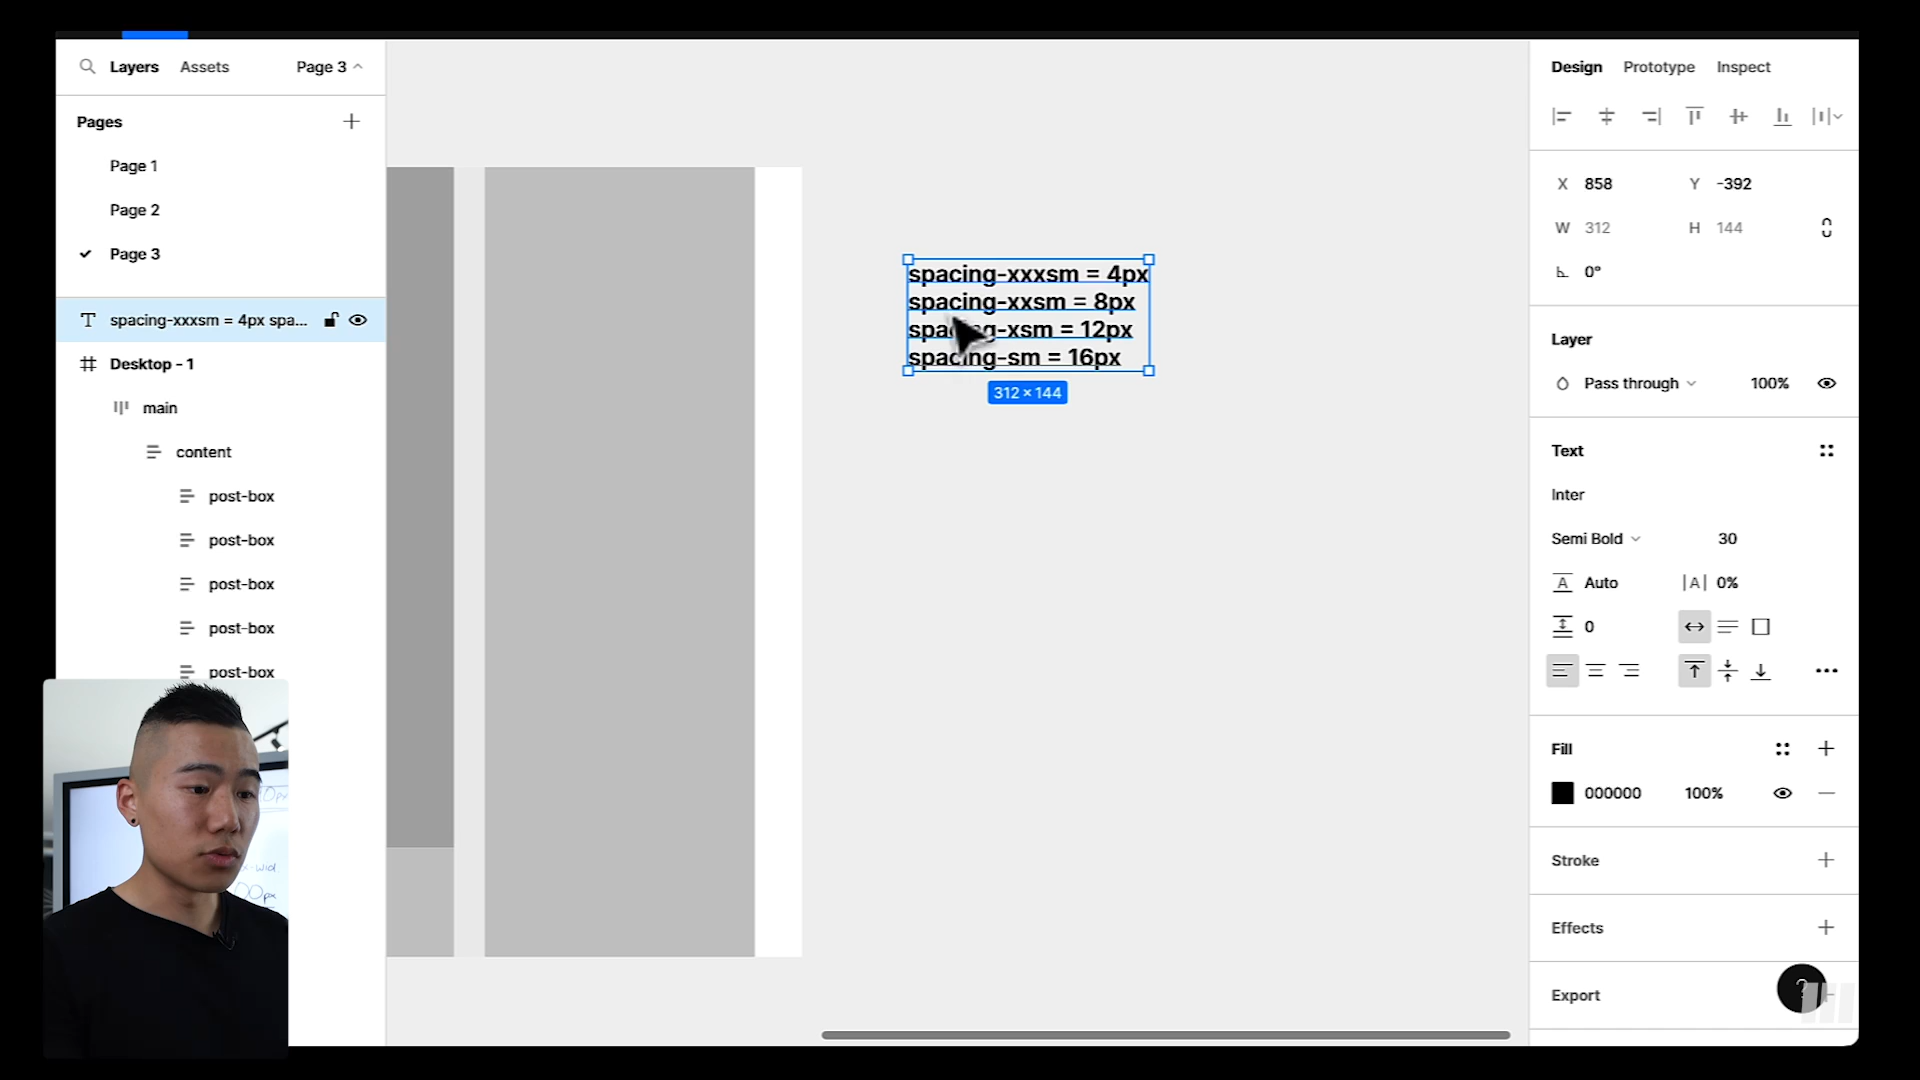 Layers Assets Page 3
Pages
Page 1
Page 2
Page 3
spacing-xxxsm = 4px spa...
Desktop - 1
main
content
post-box
post-box
post-box
post-box
post-box
spacing-xxxsm = 4px
spacing-xxsm = 8px
spacing-xsm = 12px
spacing-sm = 16px
312 × 144
Design Prototype Inspect
X 858 Y -392
W 312 H 144
0°
Layer
Pass through 100%
Text
Inter
Semi Bold 30
A Auto |A| 0%
0
Fill
000000 100%
Stroke
Effects
Export
?